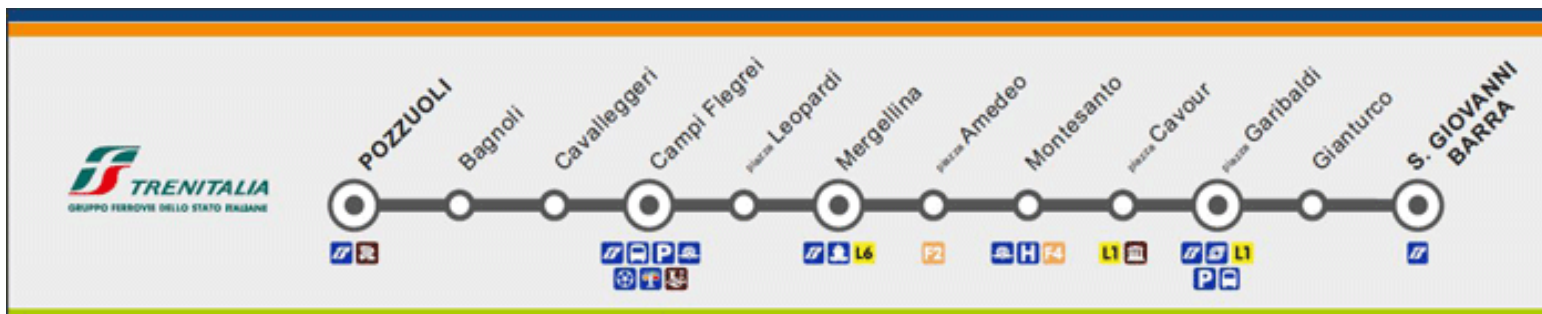 TRENITALIA
GRUPPO FERROVIE DELLO STATO ITALIANE
POZZUOLI
Bagnoli
Cavalleggeri
Campi Flegrei
piazza Leopardi
Mergellina
piazza Amedeo
Montesanto
piazza Cavour
piazza Garibaldi
Gianturco
S. GIOVANNI
BARRA
P
L6
F2
H F4
L1
L1
P